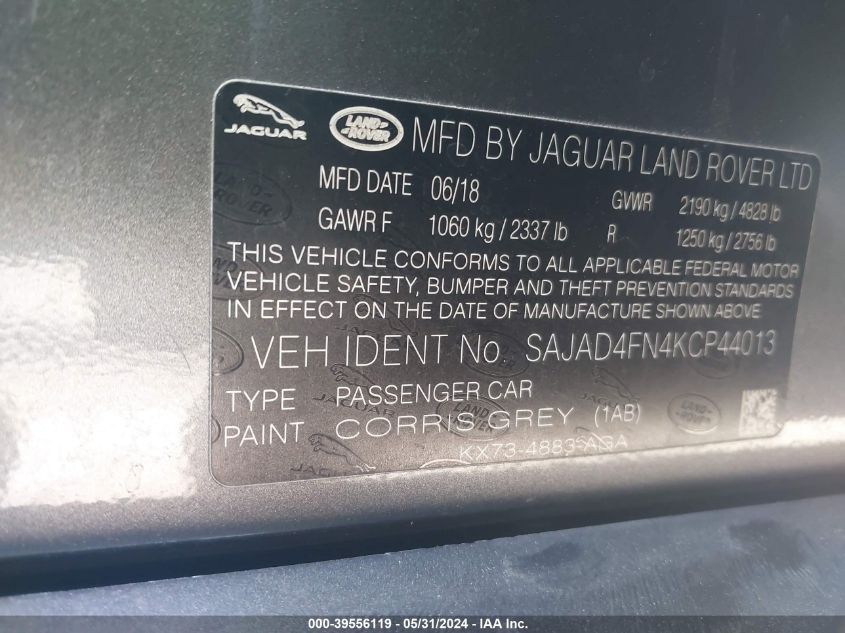 JAGUAR
LAND ROVER
MFD BY JAGUAR LAND ROVER LTD
MFD DATE 06/18 GVWR 2190 kg / 4828 lb
GAWR F 1060 kg / 2337 lb R 1250 kg / 2756 lb
THIS VEHICLE CONFORMS TO ALL APPLICABLE FEDERAL MOTOR
VEHICLE SAFETY, BUMPER AND THEFT PREVENTION STANDARDS
IN EFFECT ON THE DATE OF MANUFACTURE SHOWN ABOVE
VEH IDENT No. SAJAD4FN4KCP44013
TYPE PASSENGER CAR
PAINT CORRIS GREY (1AB)
KX73-4883-AGA
000-39556119 - 05/31/2024 - IAA Inc.